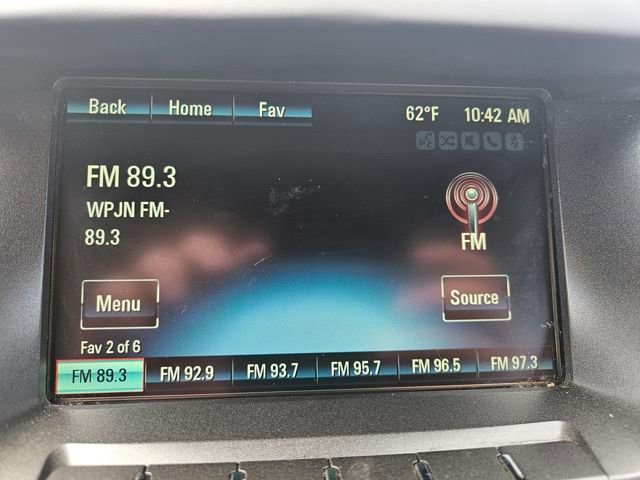 Back Home Fav 62°F 10:42 AM
FM 89.3
WPJN FM-
89.3
FM
Menu Source
Fav 2 of 6
FM 89.3 FM 92.9 FM 93.7 FM 95.7 FM 96.5 FM 97.3